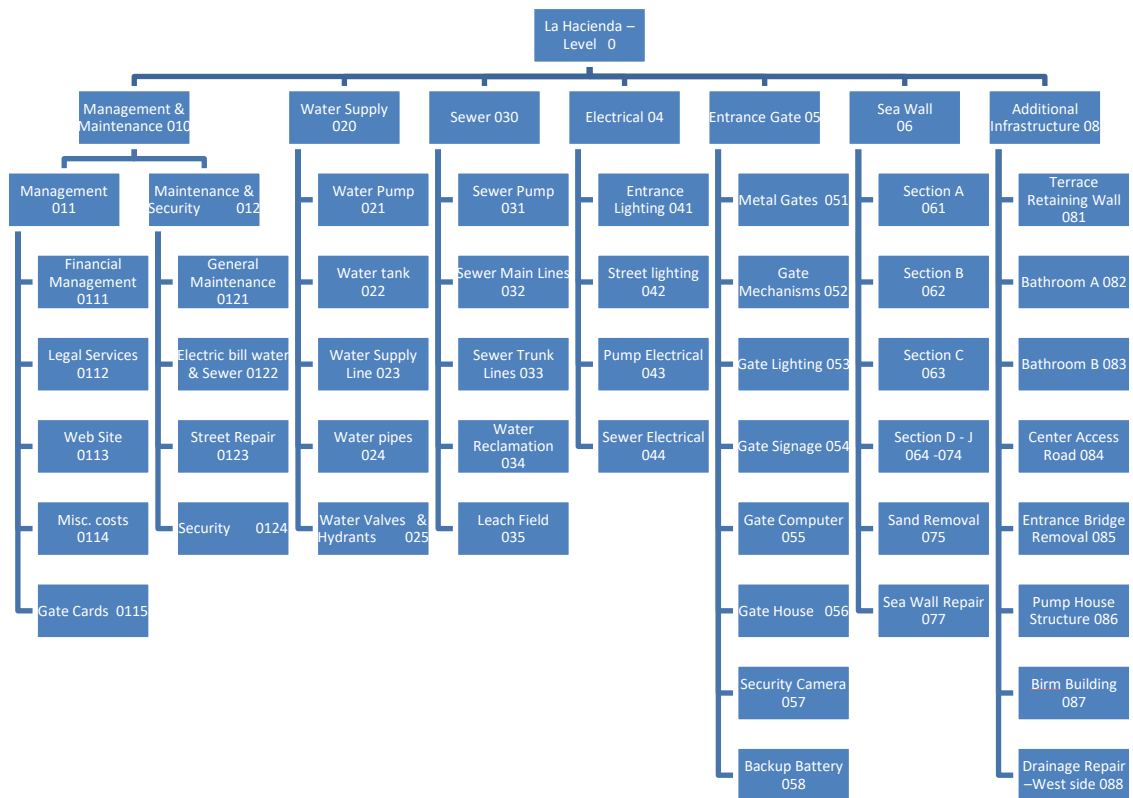 La Hacienda –
Level 0
Management &
Maintenance 010
Water Supply
020
Sewer 030
Electrical 04
Entrance Gate 05
Sea Wall
06
Additional
Infrastructure 08
Management
011
Maintenance &
Security 012
Water Pump
021
Sewer Pump
031
Entrance
Lighting 041
Metal Gates 051
Section A
061
Terrace
Retaining Wall
081
Financial
Management
0111
General
Maintenance
0121
Water tank
022
Sewer Main Lines
032
Street lighting
042
Gate
Mechanisms 052
Section B
062
Bathroom A 082
Legal Services
0112
Electric bill water
& Sewer 0122
Water Supply
Line 023
Sewer Trunk
Lines 033
Pump Electrical
043
Gate Lighting 053
Section C
063
Bathroom B 083
Web Site
0113
Street Repair
0123
Water pipes
024
Water
Reclamation
034
Sewer Electrical
044
Gate Signage 054
Section D - J
064 -074
Center Access
Road 084
Misc. costs
0114
Security 0124
Water Valves &
Hydrants 025
Leach Field
035
Gate Computer
055
Sand Removal
075
Entrance Bridge
Removal 085
Gate Cards 0115
Gate House 056
Sea Wall Repair
077
Pump House
Structure 086
Security Camera
057
Birm Building
087
Backup Battery
058
Drainage Repair
–West side 088